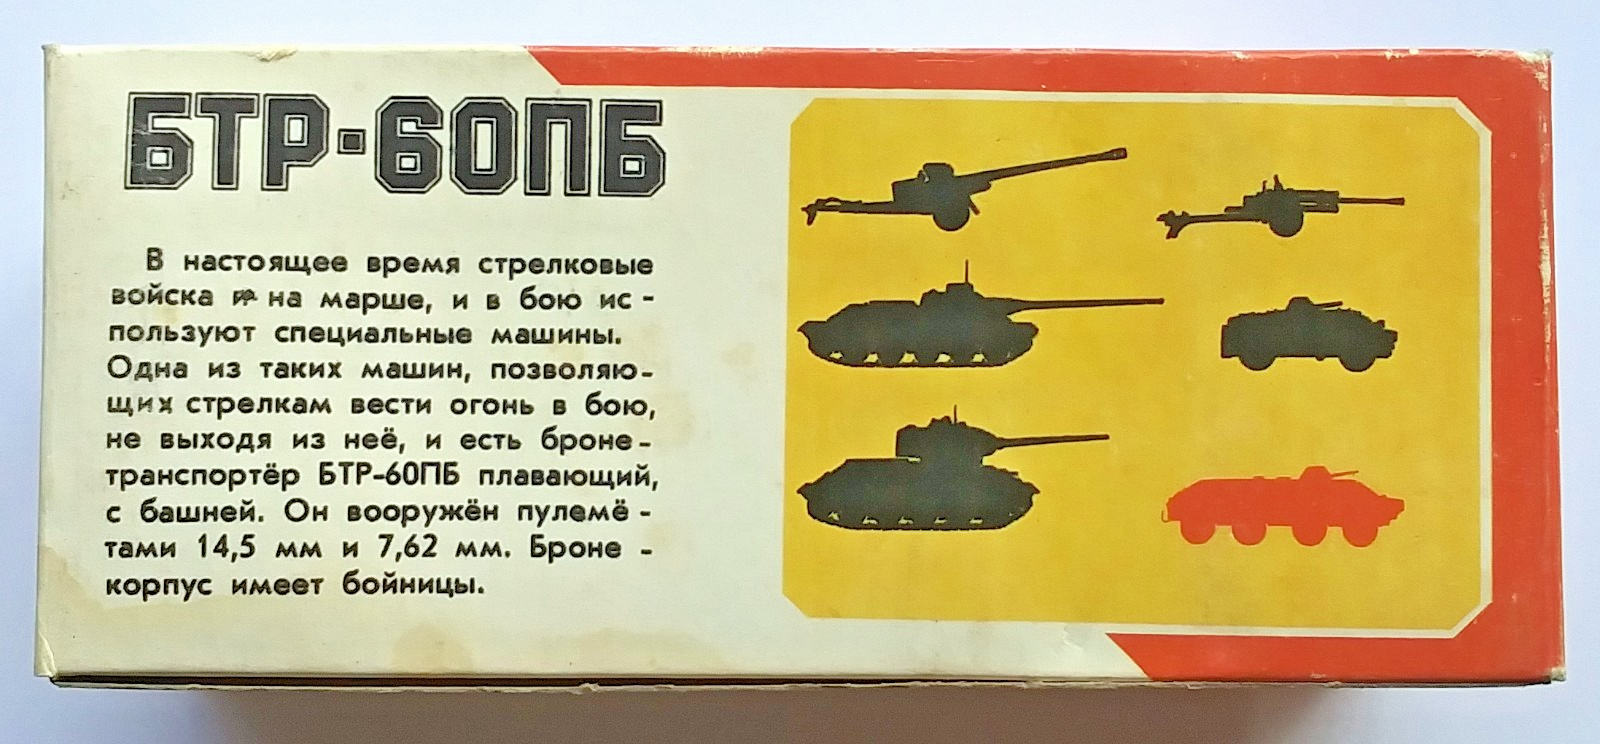 БТР-60ПБ
В настоящее время стрелковые
войска на марше, и в бою ис-
пользуют специальные машины.
Одна из таких машин, позволяю-
щих стрелкам вести огонь в бою,
не выходя из неё, и есть броне-
транспортёр БТР-60ПБ плавающий,
с башней. Он вооружён пулемё-
тами 14,5 мм и 7,62 мм. Броне-
корпус имеет бойницы.